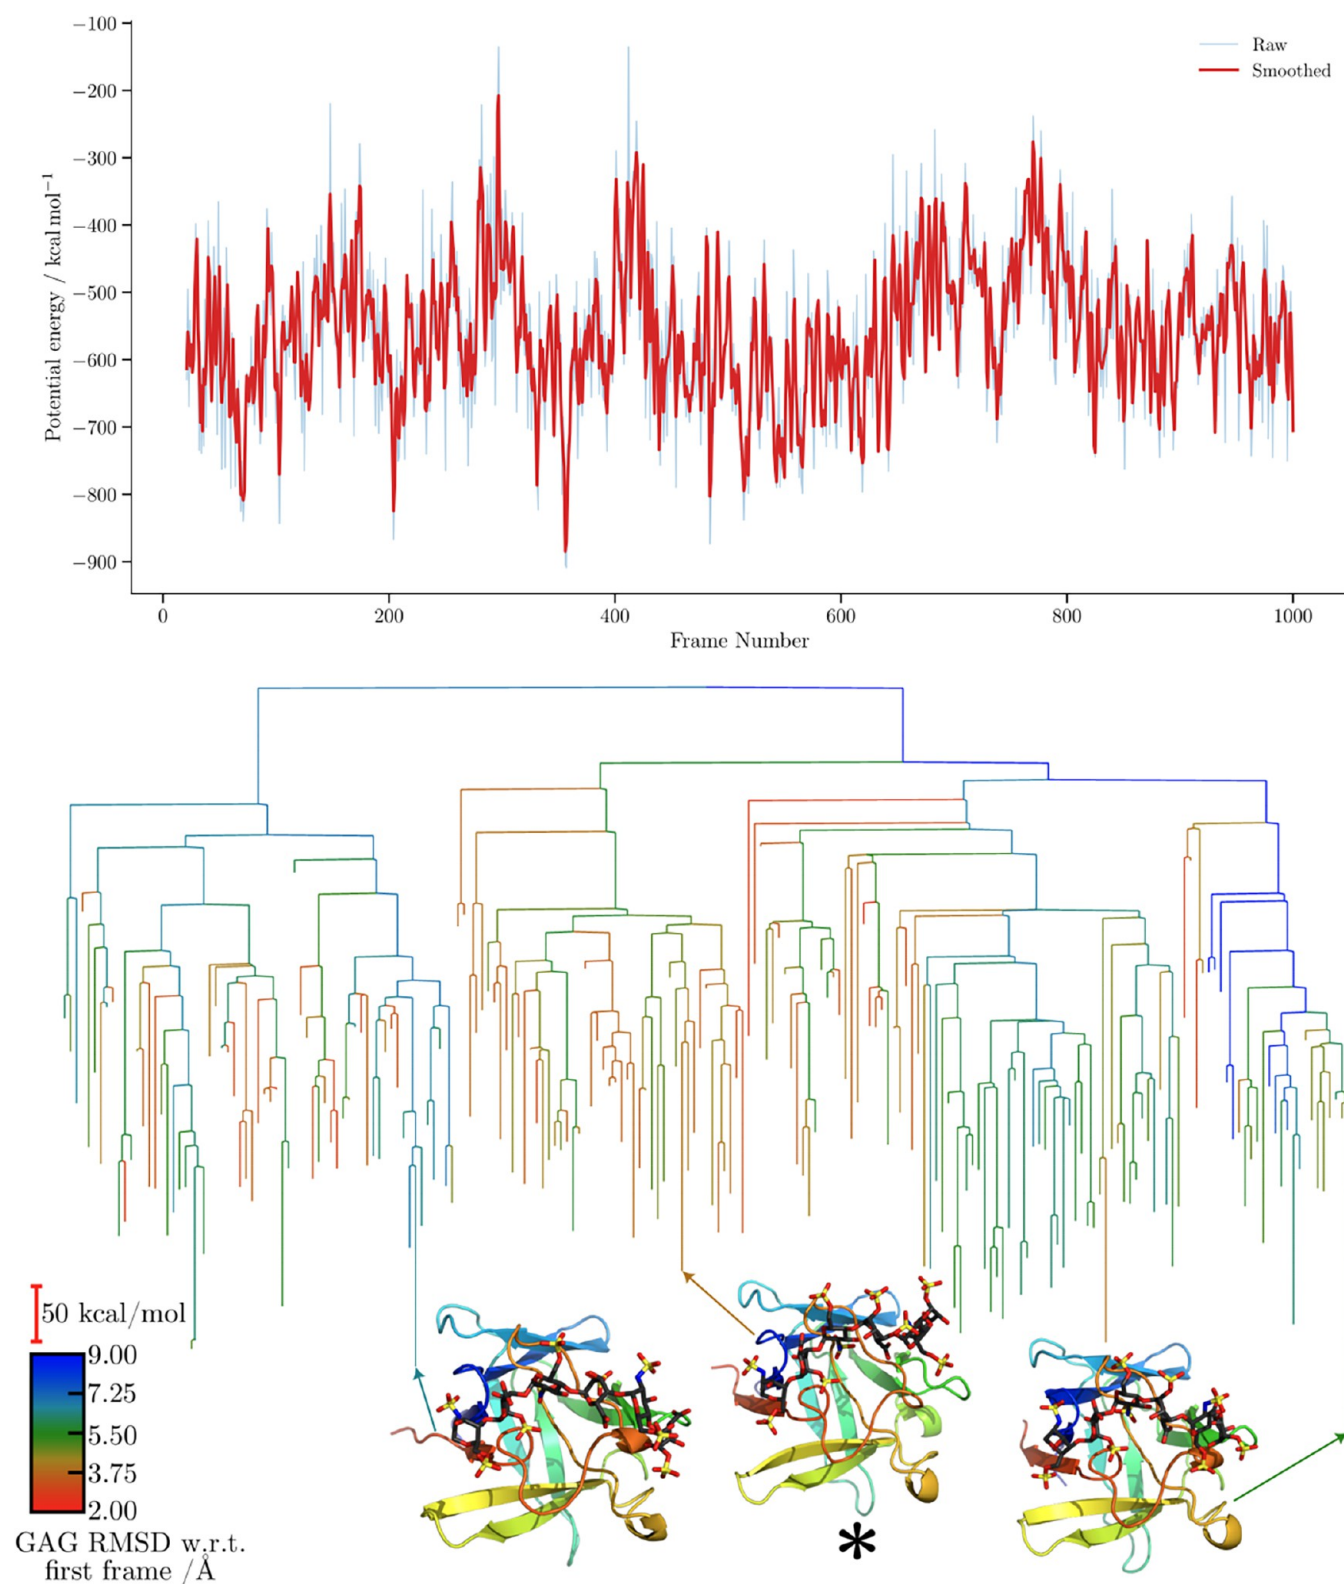 −100
−200
−300
−400
−500
−600
−700
−800
−900
Potential energy / kcal mol−1
Raw
Smoothed
0 200 400 600 800 1000
Frame Number
50 kcal/mol
9.00
7.25
5.50
3.75
2.00
GAG RMSD w.r.t.
first frame /Å
*